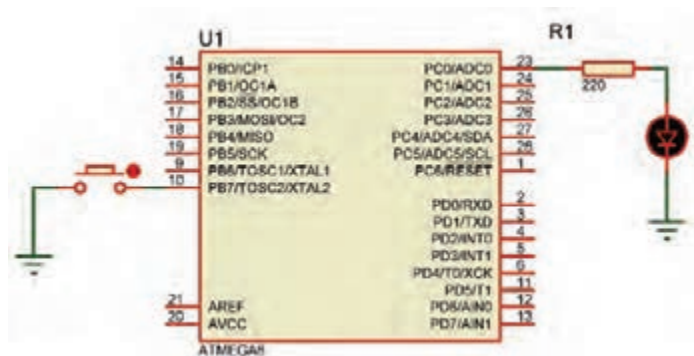 U1
R1
220
14 PB0/ICP1
15 PB1/OC1A
16 PB2/SS/OC1B
17 PB3/MOSI/OC2
18 PB4/MISO
19 PB5/SCK
9 PB6/TOSC1/XTAL1
10 PB7/TOSC2/XTAL2
21 AREF
20 AVCC
PC0/ADC0 23
PC1/ADC1 24
PC2/ADC2 25
PC3/ADC3 26
PC4/ADC4/SDA 27
PC5/ADC5/SCL 28
PC6/RESET 1
PD0/RXD 2
PD1/TXD 3
PD2/INT0 4
PD3/INT1 5
PD4/T0/XCK 6
PD5/T1 11
PD6/AIN0 12
PD7/AIN1 13
ATMEGA8